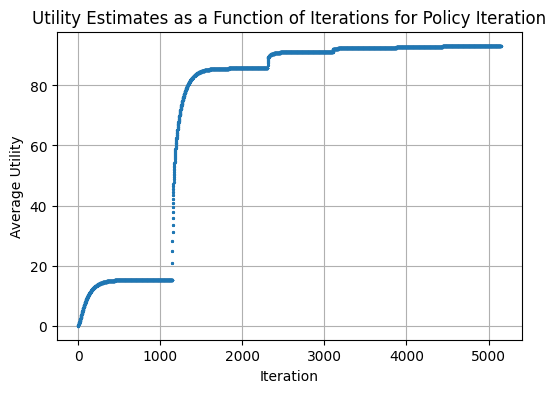 Utility Estimates as a Function of Iterations for Policy Iteration
80
60
40
20
0
Average Utility
0 1000 2000 3000 4000 5000
Iteration